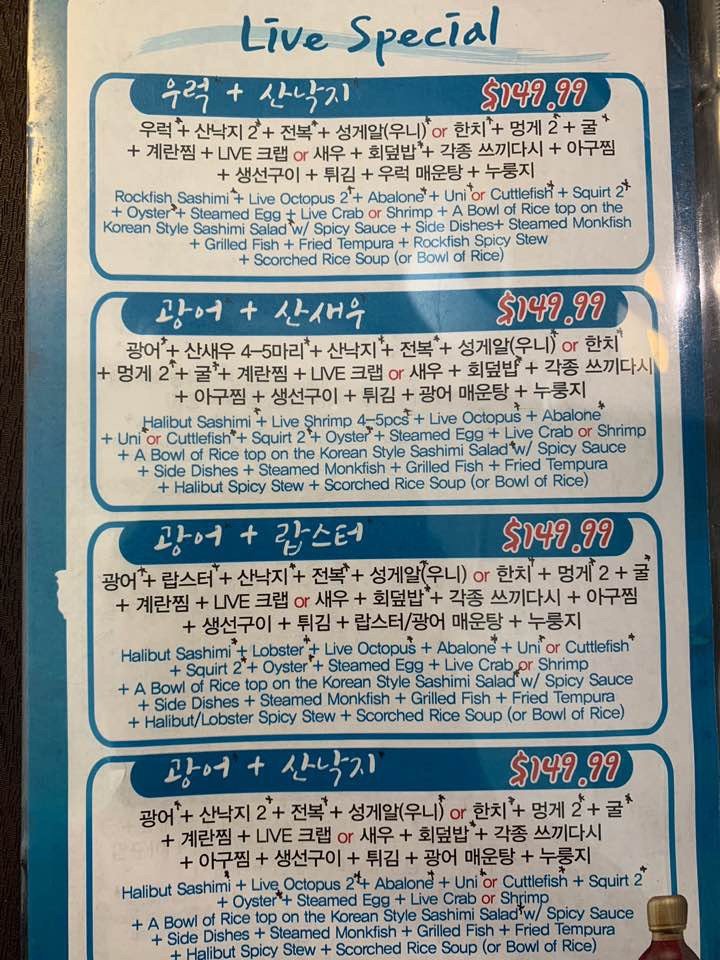 Live Special
우럭 + 산낙지 $149.99
우럭* + 산낙지 2* + 전복* + 성게알(우니)* or 한치* + 멍게 2* + 굴*
+ 계란찜 + LIVE 크랩 or 새우 + 회덮밥* + 각종 쓰끼다시 + 아구찜
+ 생선구이 + 튀김 + 우럭 매운탕 + 누룽지
Rockfish Sashimi* + Live Octopus 2* + Abalone* + Uni* or Cuttlefish* + Squirt 2*
+ Oyster* + Steamed Egg + Live Crab or Shrimp + A Bowl of Rice top on the
Korean Style Sashimi Salad* w/ Spicy Sauce + Side Dishes+ Steamed Monkfish
+ Grilled Fish + Fried Tempura + Rockfish Spicy Stew
+ Scorched Rice Soup (or Bowl of Rice)
광어* + 산새우* $149.99
광어* + 산새우 4-5마리* + 산낙지* + 전복* + 성게알(우니)* or 한치*
+ 멍게 2* + 굴* + 계란찜 + LIVE 크랩 or 새우 + 회덮밥* + 각종 쓰끼다시
+ 아구찜 + 생선구이 + 튀김 + 광어 매운탕 + 누룽지
Halibut Sashimi* + Live Shrimp 4-5pcs* + Live Octopus* + Abalone*
+ Uni* or Cuttlefish* + Squirt 2* + Oyster* + Steamed Egg + Live Crab or Shrimp
+ A Bowl of Rice top on the Korean Style Sashimi Salad* w/ Spicy Sauce
+ Side Dishes + Steamed Monkfish + Grilled Fish + Fried Tempura
+ Halibut Spicy Stew + Scorched Rice Soup (or Bowl of Rice)
광어* + 랍스터* $149.99
광어* + 랍스터* + 산낙지* + 전복* + 성게알(우니)* or 한치* + 멍게* 2 + 굴*
+ 계란찜 + LIVE 크랩 or 새우 + 회덮밥* + 각종 쓰끼다시 + 아구찜
+ 생선구이 + 튀김 + 랍스터/광어 매운탕 + 누룽지
Halibut Sashimi* + Lobster* + Live Octopus* + Abalone* + Uni* or Cuttlefish*
+ Squirt 2* + Oyster* + Steamed Egg + Live Crab or Shrimp
+ A Bowl of Rice top on the Korean Style Sashimi Salad* w/ Spicy Sauce
+ Side Dishes + Steamed Monkfish + Grilled Fish + Fried Tempura
+ Halibut/Lobster Spicy Stew + Scorched Rice Soup (or Bowl of Rice)
광어* + 산낙지* $149.99
광어* + 산낙지 2* + 전복* + 성게알(우니)* or 한치* + 멍게 2* + 굴*
+ 계란찜 + LIVE 크랩 or 새우 + 회덮밥* + 각종 쓰끼다시
+ 아구찜 + 생선구이 + 튀김 + 광어 매운탕 + 누룽지
Halibut Sashimi* + Live Octopus 2* + Abalone* + Uni* or Cuttlefish* + Squirt 2*
+ Oyster* + Steamed Egg + Live Crab or Shrimp
+ A Bowl of Rice top on the Korean Style Sashimi Salad* w/ Spicy Sauce
+ Side Dishes + Steamed Monkfish + Grilled Fish + Fried Tempura
+ Halibut Spicy Stew + Scorched Rice Soup (or Bowl of Rice)